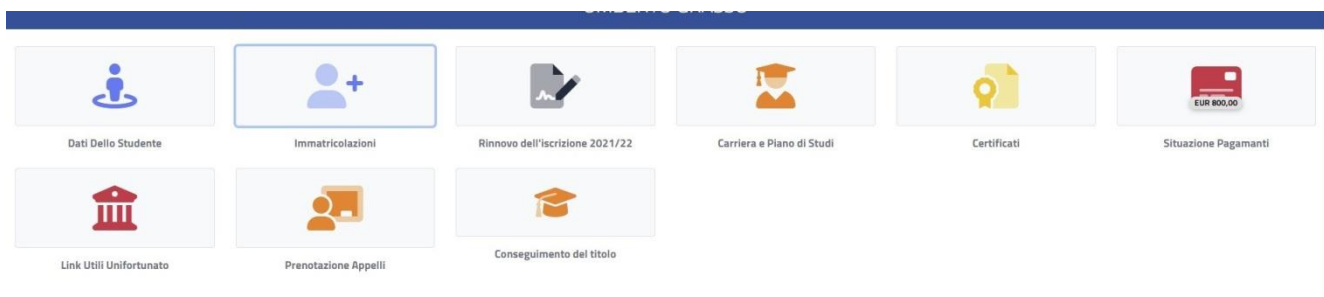 Dati Dello Studente
Immatricolazioni
Rinnovo dell'iscrizione 2021/22
Carriera e Piano di Studi
Certificati
EUR 800,00
Situazione Pagamanti
Link Utili Unifortunato
Prenotazione Appelli
Conseguimento del titolo